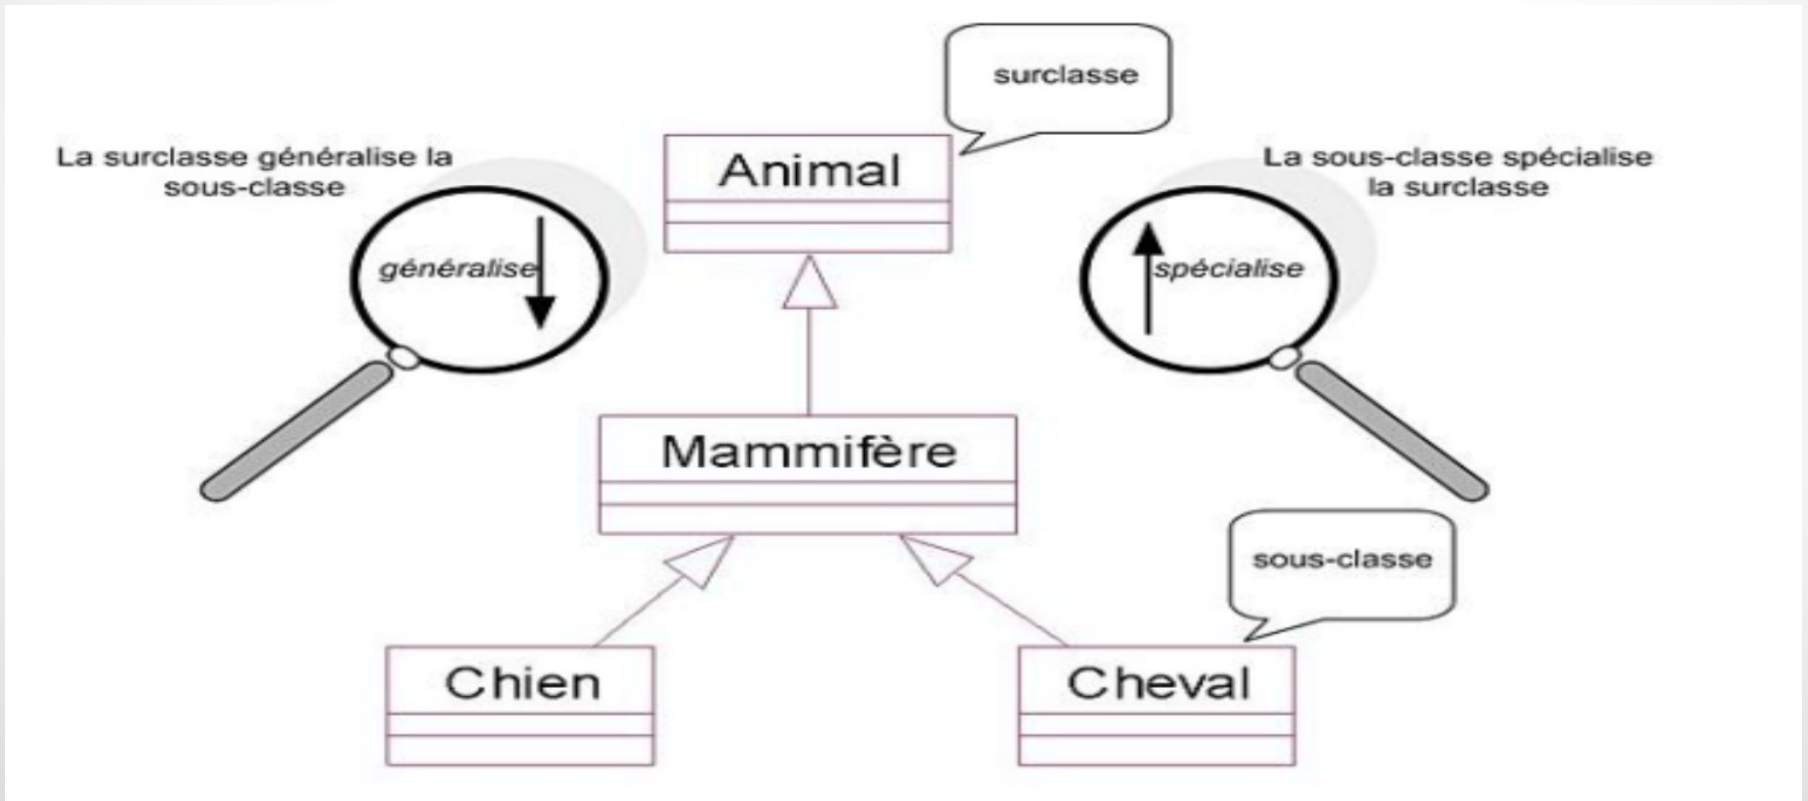 surclasse
La surclasse généralise la
sous-classe
Animal
La sous-classe spécialise
la surclasse
généralise
spécialise
Mammifère
sous-classe
Chien
Cheval